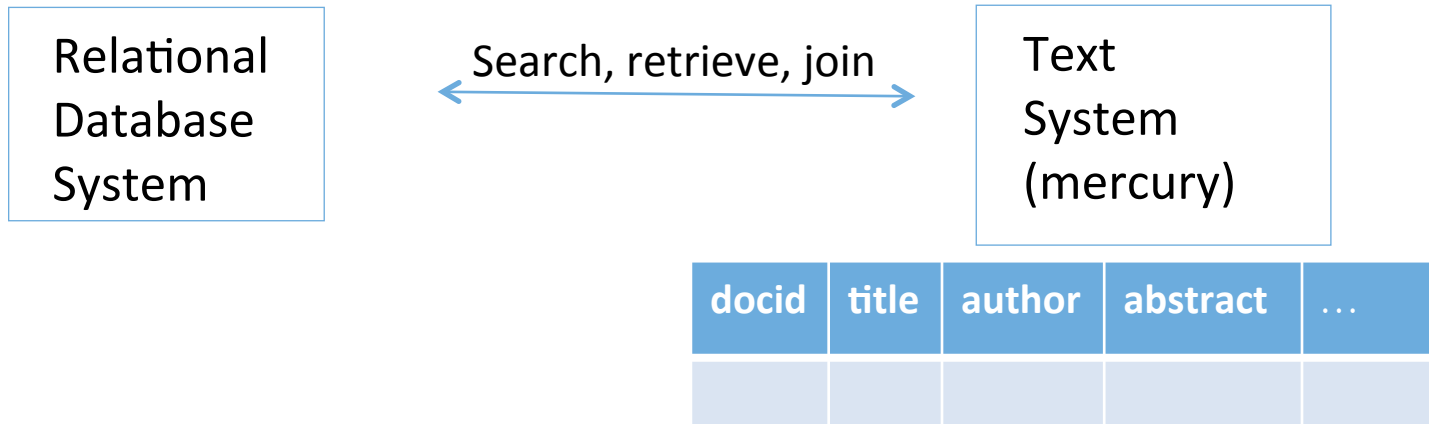 Relational
Database
System
Search, retrieve, join
Text
System
(mercury)
docid title author abstract ...